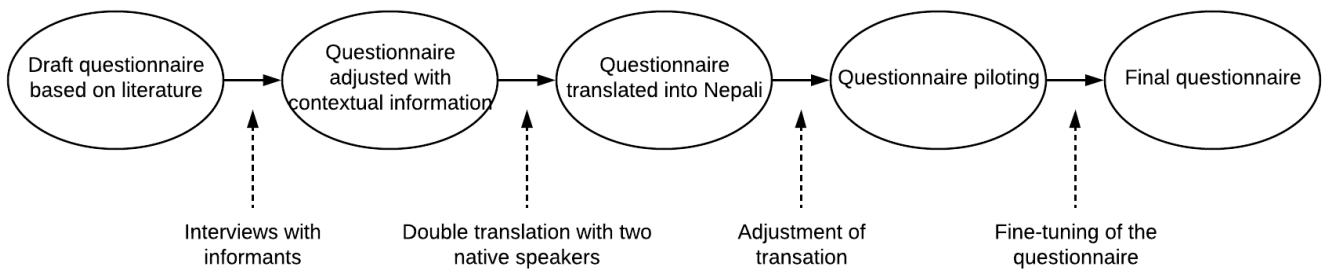 Draft questionnaire
based on literature
Questionnaire
adjusted with
contextual information
Questionnaire
translated into Nepali
Questionnaire piloting
Final questionnaire
Interviews with
informants
Double translation with two
native speakers
Adjustment of
transation
Fine-tuning of the
questionnaire